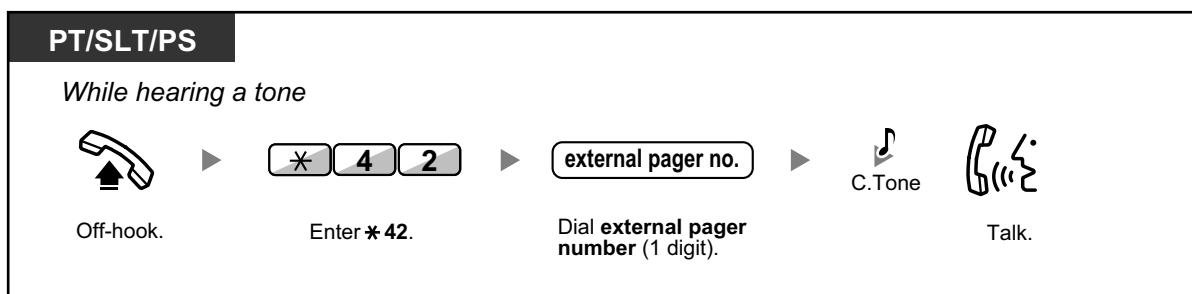 PT/SLT/PS
While hearing a tone
* 4 2
external pager no.
C.Tone
Off-hook.
Enter * 42.
Dial external pager
number (1 digit).
Talk.